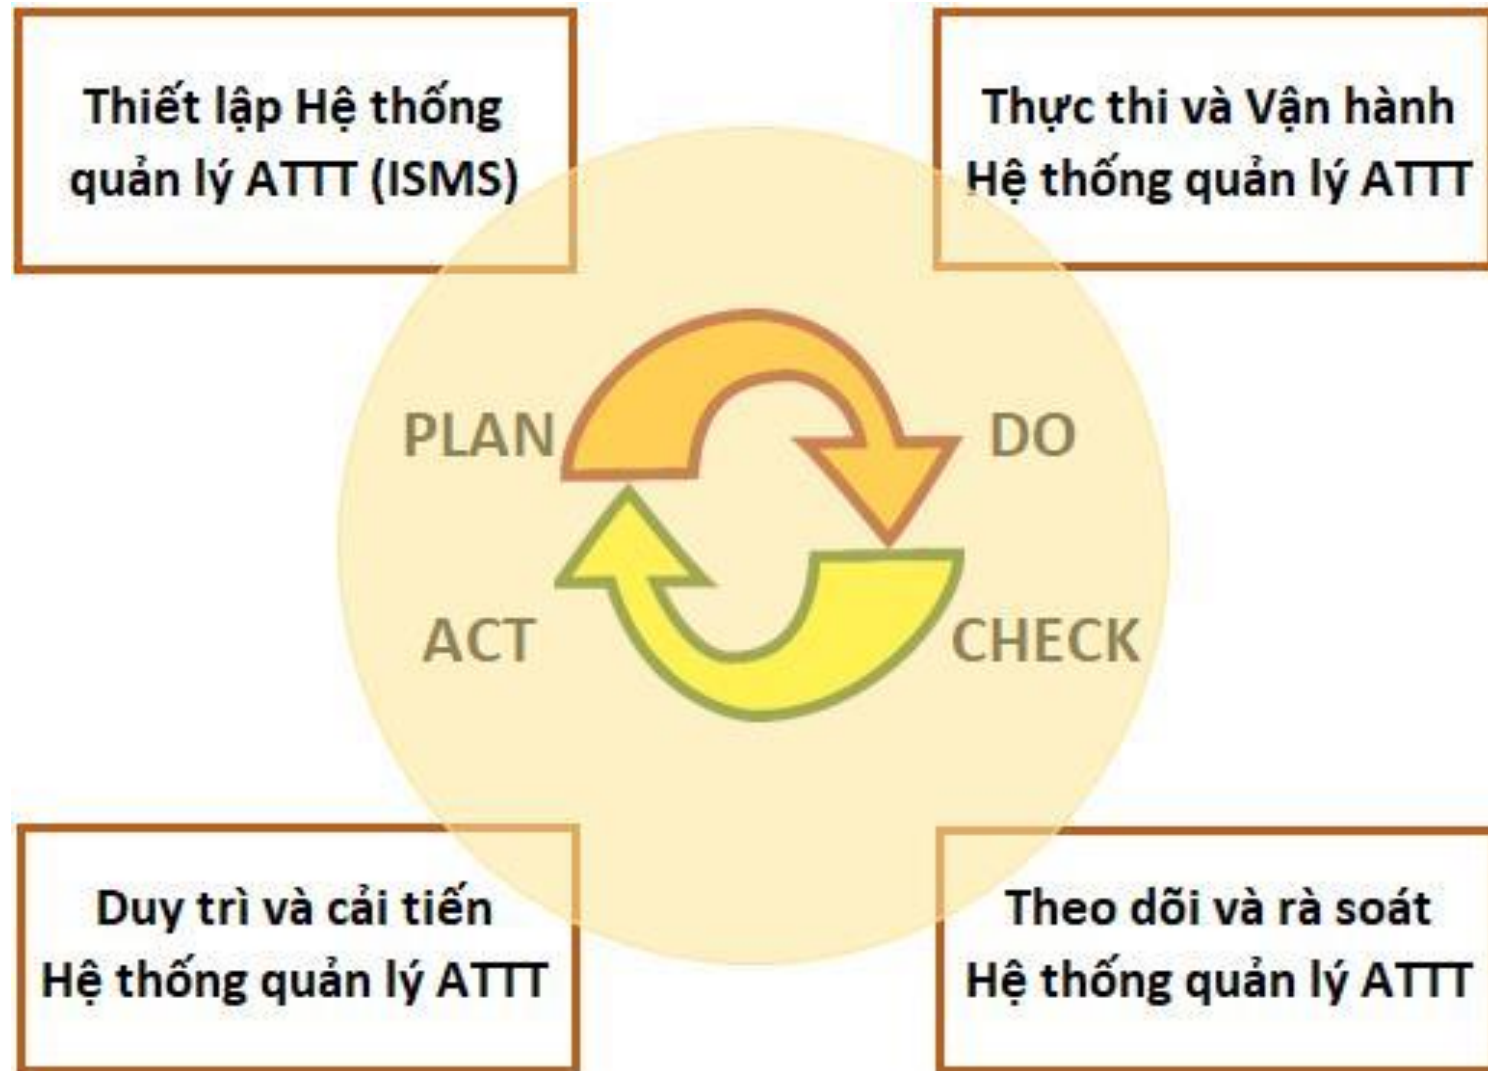 Thiết lập Hệ thống
quản lý ATTT (ISMS)
Thực thi và Vận hành
Hệ thống quản lý ATTT
PLAN
DO
ACT
CHECK
Duy trì và cải tiến
Hệ thống quản lý ATTT
Theo dõi và rà soát
Hệ thống quản lý ATTT